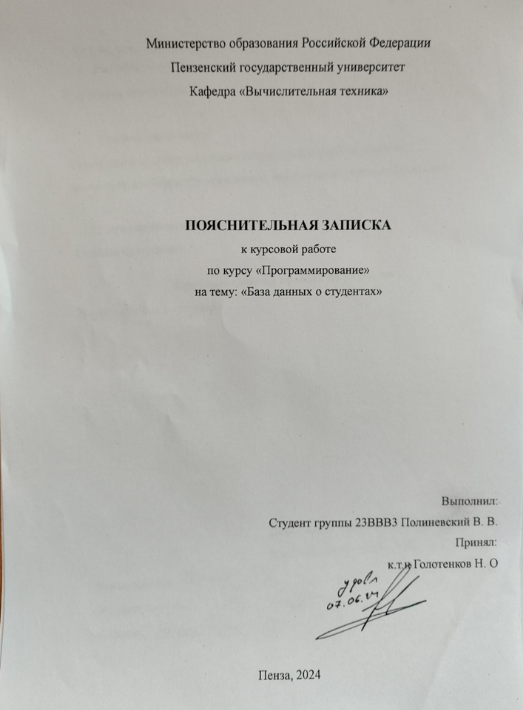 Министерство образования Российской Федерации
Пензенский государственный университет
Кафедра «Вычислительная техника»
ПОЯСНИТЕЛЬНАЯ ЗАПИСКА
к курсовой работе
по курсу «Программирование»
на тему: «База данных о студентах»
Выполнил:
Студент группы 23ВВВ3 Полиневский В. В.
Принял:
к.т.н Голотенков Н. О
удовл
07.06.24
Пенза, 2024